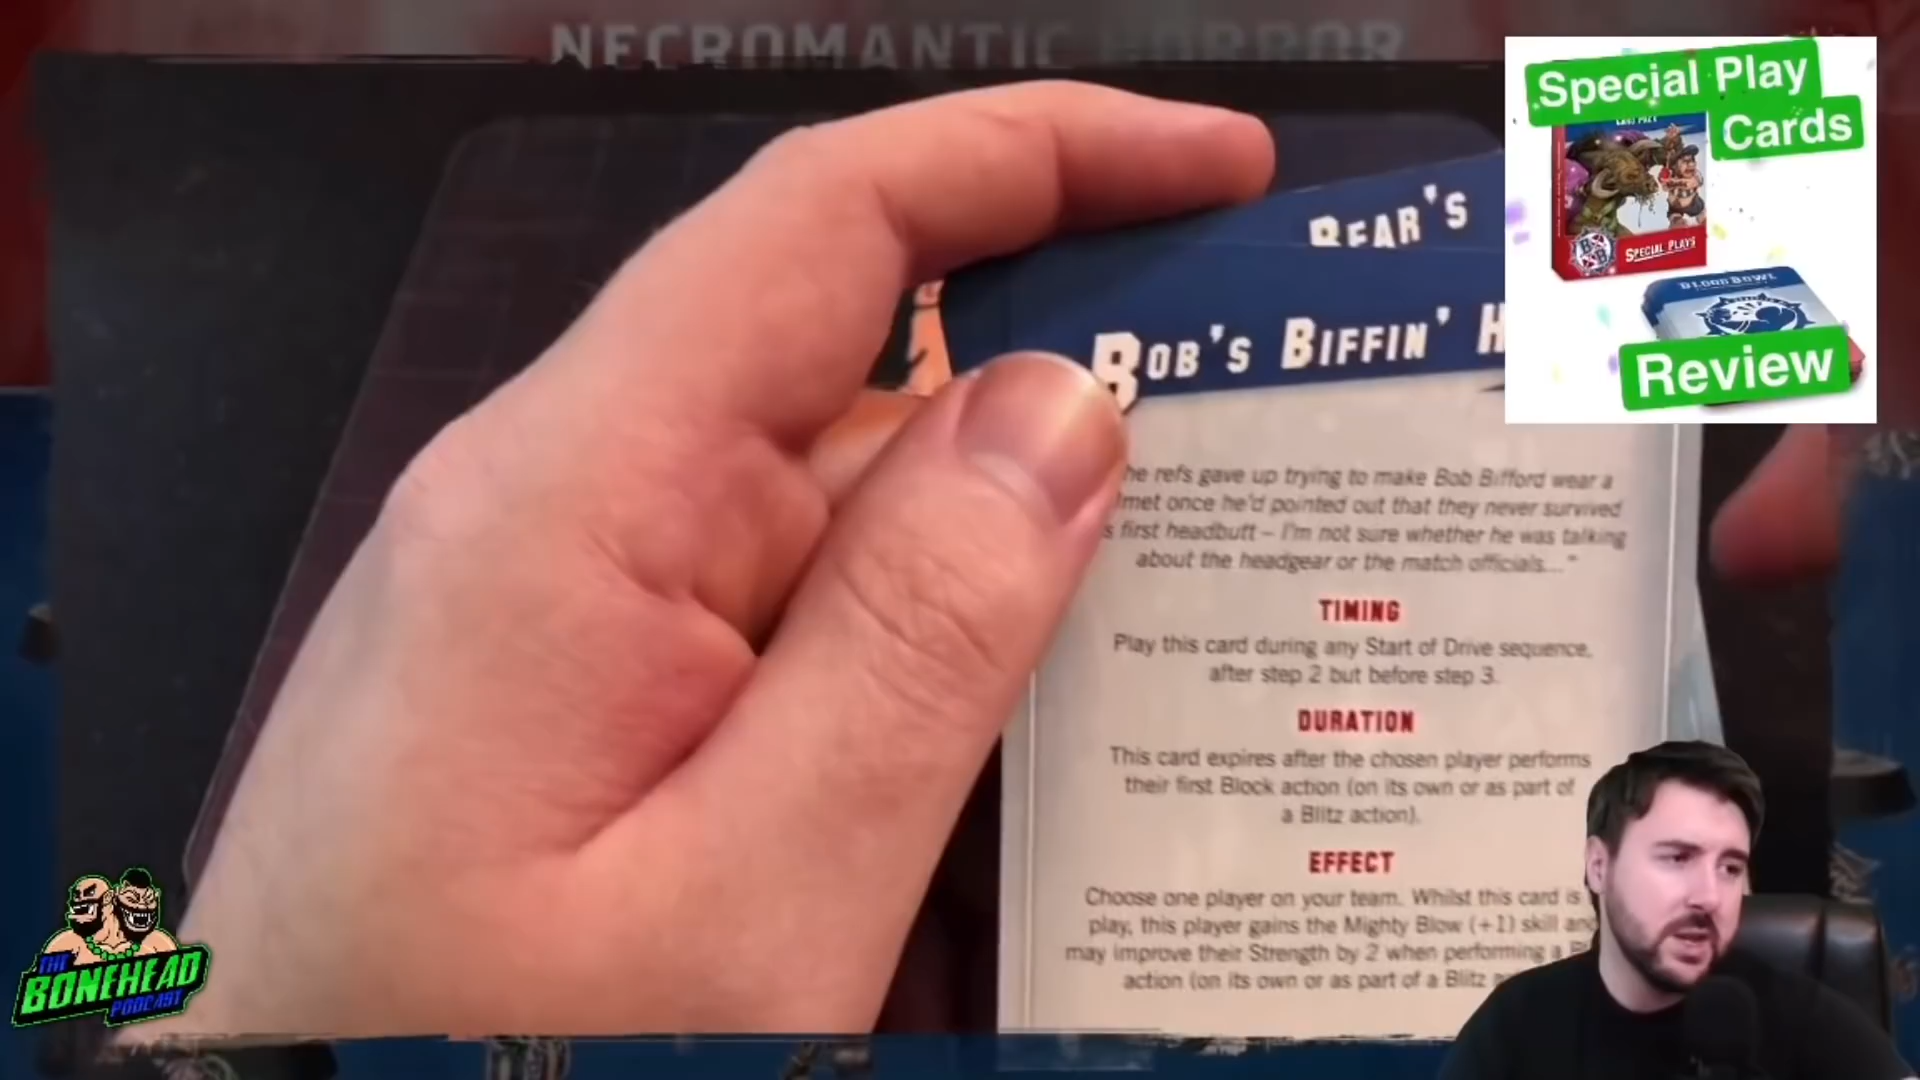 NECROMANTIC HORROR
Special Play
Cards
SPECIAL PLAYS
BLOOD BOWL
Review
BEAR'S
BOB'S BIFFIN'
he refs gave up trying to make Bob Bifford wear a
met once he'd pointed out that they never survived
s first headbutt – I'm not sure whether he was talking
about the headgear or the match officials..."
TIMING
Play this card during any Start of Drive sequence,
after step 2 but before step 3.
DURATION
This card expires after the chosen player performs
their first Block action (on its own or as part of
a Blitz action).
EFFECT
Choose one player on your team. Whilst this card is
play, this player gains the Mighty Blow (+1) skill and
may improve their Strength by 2 when performing a
action (on its own or as part of a Blitz
THE
BONEHEAD
PODCAST